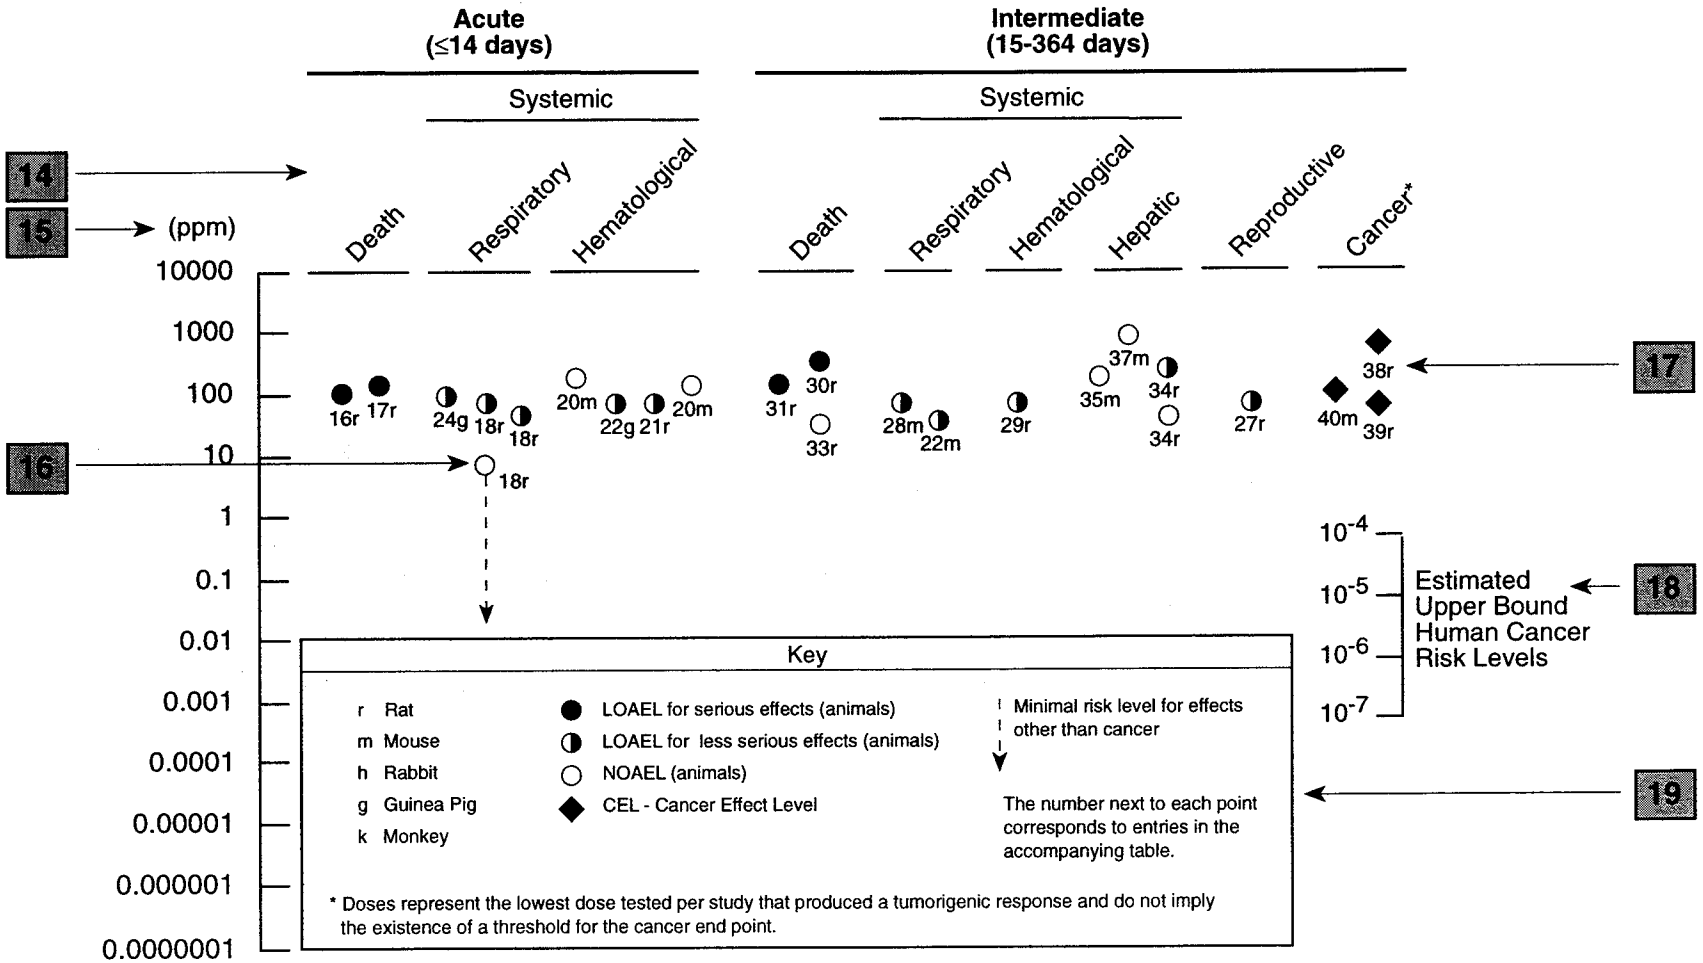 Acute
(≤14 days)
Intermediate
(15-364 days)
Systemic
Systemic
14
15
(ppm)
Death
Respiratory
Hematological
Death
Respiratory
Hematological
Hepatic
Reproductive
Cancer*
10000
1000
100
10
1
0.1
0.01
0.001
0.0001
0.00001
0.000001
0.0000001
16r
17r
24g
18r
18r
18r
20m
22g
21r
20m
31r
30r
33r
28m
22m
29r
35m
37m
34r
34r
27r
40m
38r
39r
16
17
10-4
10-5
10-6
10-7
Estimated
Upper Bound
Human Cancer
Risk Levels
18
19
Key
r Rat
m Mouse
h Rabbit
g Guinea Pig
k Monkey
LOAEL for serious effects (animals)
LOAEL for less serious effects (animals)
NOAEL (animals)
CEL - Cancer Effect Level
Minimal risk level for effects
other than cancer
The number next to each point
corresponds to entries in the
accompanying table.
* Doses represent the lowest dose tested per study that produced a tumorigenic response and do not imply
the existence of a threshold for the cancer end point.